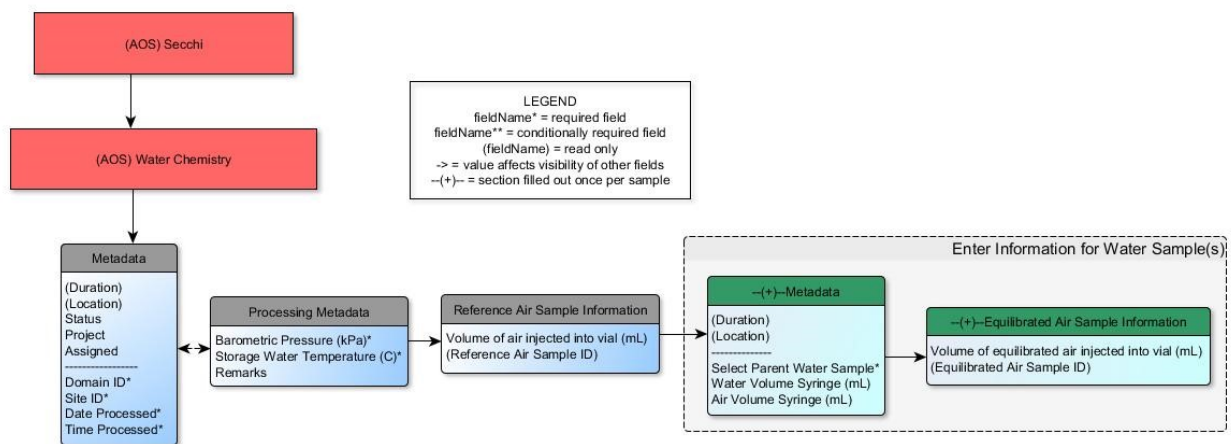 (AOS) Secchi
(AOS) Water Chemistry
LEGEND
fieldName* = required field
fieldName** = conditionally required field
(fieldName) = read only
-> = value affects visibility of other fields
--(+)-- = section filled out once per sample
Metadata
(Duration)
(Location)
Status
Project
Assigned
-----------------
Domain ID*
Site ID*
Date Processed*
Time Processed*
Processing Metadata
Barometric Pressure (kPa)*
Storage Water Temperature (C)*
Remarks
Reference Air Sample Information
Volume of air injected into vial (mL)
(Reference Air Sample ID)
Enter Information for Water Sample(s)
--(+)--Metadata
(Duration)
(Location)
--------------
Select Parent Water Sample*
Water Volume Syringe (mL)
Air Volume Syringe (mL)
--(+)--Equilibrated Air Sample Information
Volume of equilibrated air injected into vial (mL)
(Equilibrated Air Sample ID)